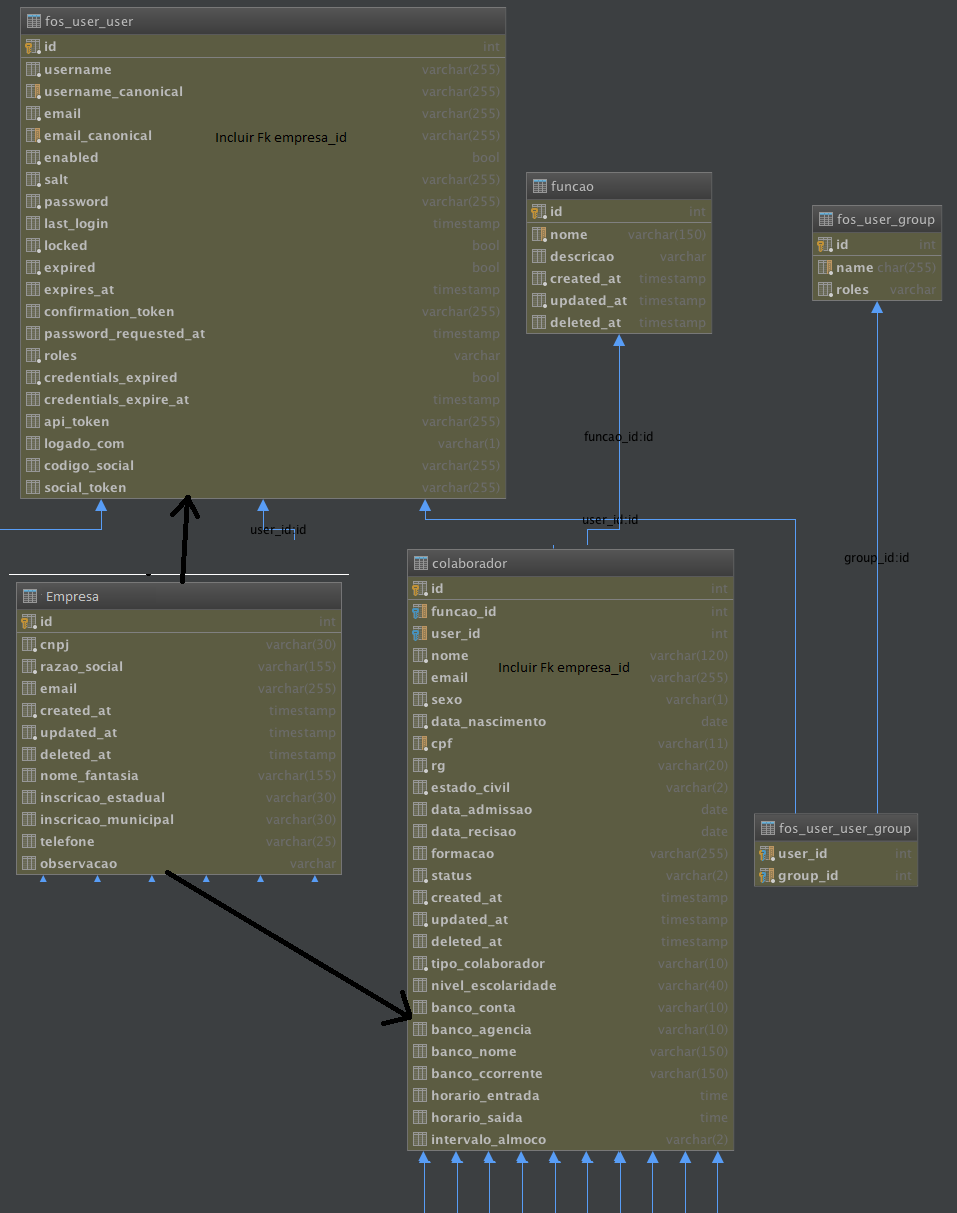 fos_user_user
id int
username varchar(255)
username_canonical varchar(255)
email varchar(255)
email_canonical varchar(255)
Incluir Fk empresa_id
enabled bool
salt varchar(255)
password varchar(255)
last_login timestamp
locked bool
expired bool
expires_at timestamp
confirmation_token varchar(255)
password_requested_at timestamp
roles varchar
credentials_expired bool
credentials_expire_at timestamp
api_token varchar(255)
logado_com varchar(1)
codigo_social varchar(255)
social_token varchar(255)
funcao
id int
nome varchar(150)
descricao varchar
created_at timestamp
updated_at timestamp
deleted_at timestamp
fos_user_group
id int
name char(255)
roles varchar
funcao_id:id
user_id:id
user_id:id
group_id:id
Empresa
id int
cnpj varchar(30)
razao_social varchar(155)
email varchar(255)
created_at timestamp
updated_at timestamp
deleted_at timestamp
nome_fantasia varchar(155)
inscricao_estadual varchar(30)
inscricao_municipal varchar(30)
telefone varchar(25)
observacao varchar
colaborador
id int
funcao_id int
user_id int
nome varchar(120)
Incluir Fk empresa_id
email varchar(255)
sexo varchar(1)
data_nascimento date
cpf varchar(11)
rg varchar(20)
estado_civil varchar(2)
data_admissao date
data_recisao date
formacao varchar(255)
status varchar(2)
created_at timestamp
updated_at timestamp
deleted_at timestamp
tipo_colaborador varchar(10)
nivel_escolaridade varchar(40)
banco_conta varchar(10)
banco_agencia varchar(10)
banco_nome varchar(150)
banco_ccorrente varchar(150)
horario_entrada time
horario_saida time
intervalo_almoco varchar(2)
fos_user_user_group
user_id int
group_id int